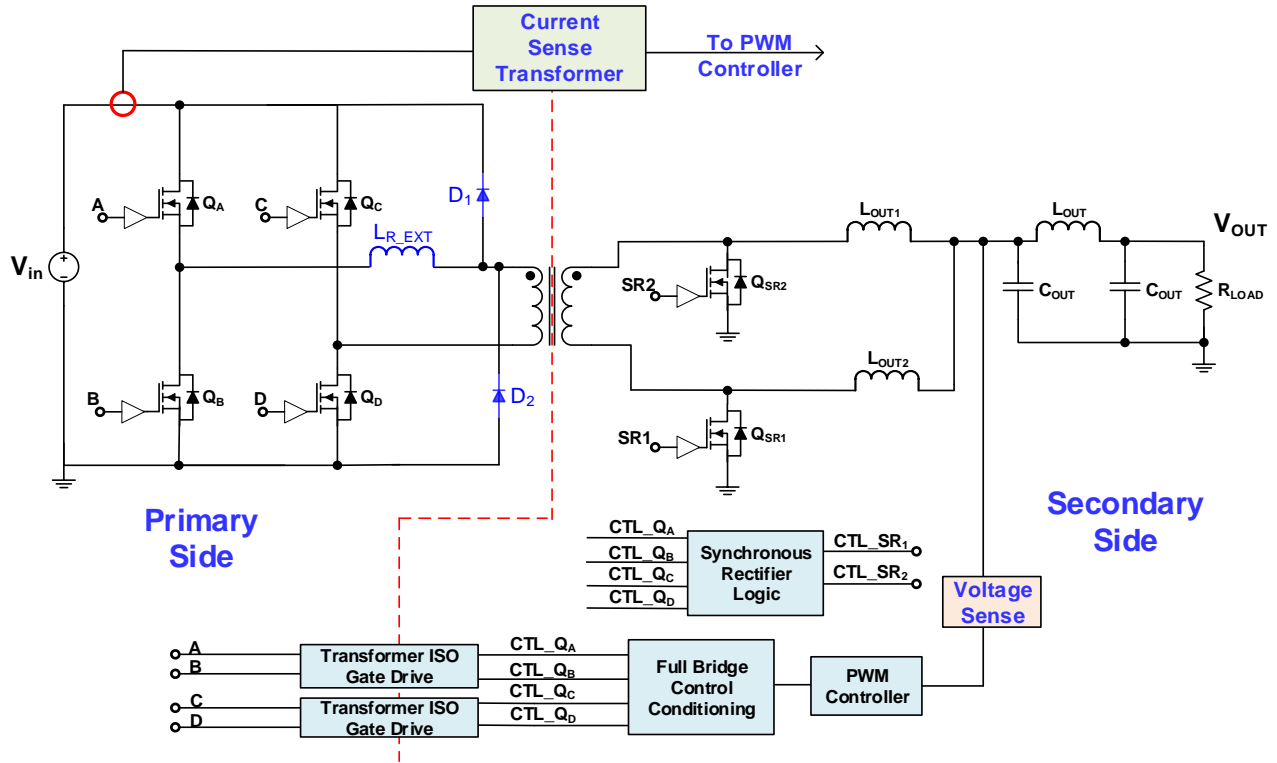 Current
Sense
Transformer
To PWM
Controller
A
Q_A
C
Q_C
D_1
L_R_EXT
V_in
B
Q_B
D
Q_D
D_2
SR2
Q_SR2
SR1
Q_SR1
L_OUT1
L_OUT2
L_OUT
V_OUT
C_OUT
C_OUT
R_LOAD
Primary
Side
Secondary
Side
CTL_Q_A
CTL_Q_B
CTL_Q_C
CTL_Q_D
Synchronous
Rectifier
Logic
CTL_SR_1
CTL_SR_2
Voltage
Sense
A
B
Transformer ISO
Gate Drive
CTL_Q_A
CTL_Q_B
C
D
Transformer ISO
Gate Drive
CTL_Q_C
CTL_Q_D
Full Bridge
Control
Conditioning
PWM
Controller